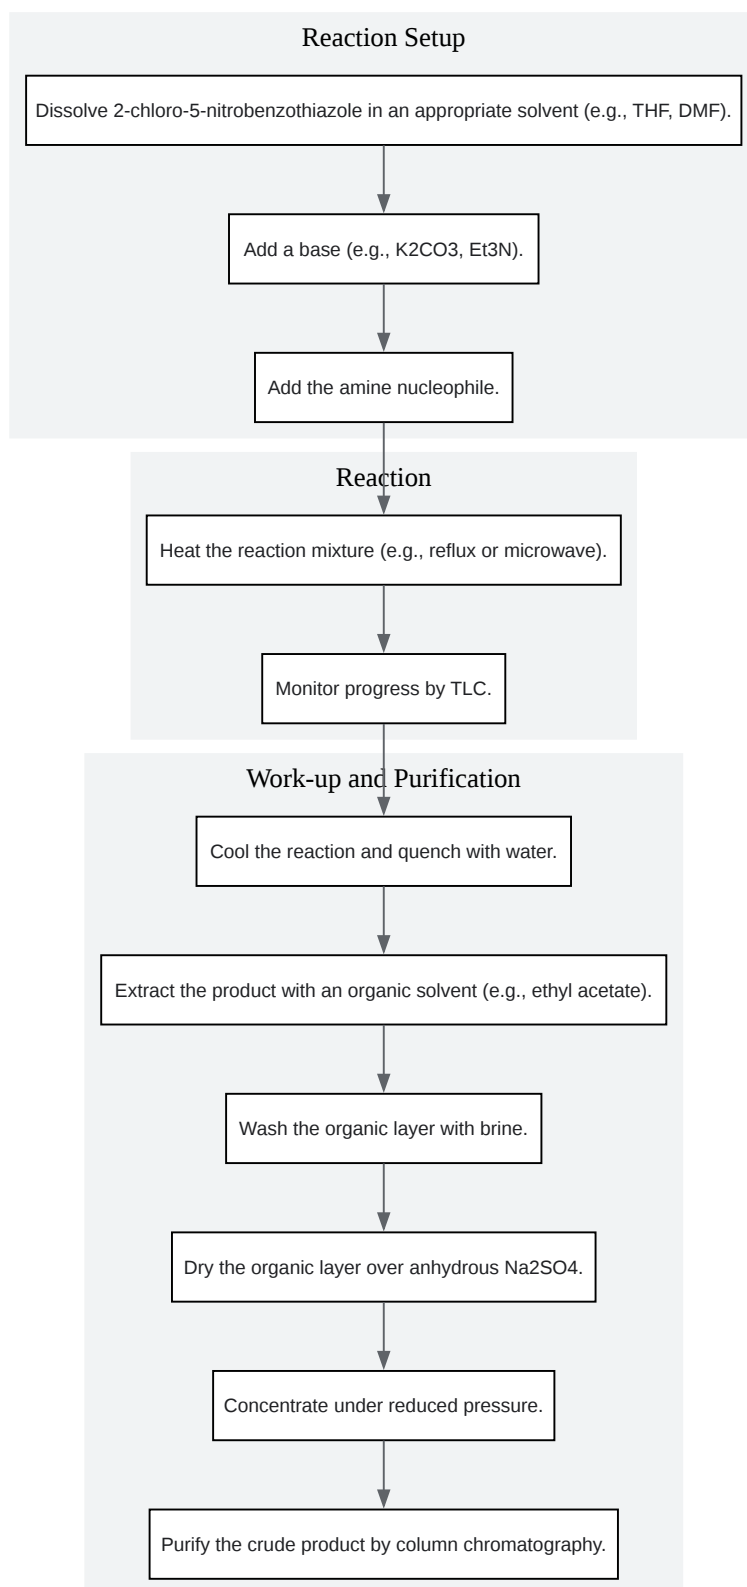 Reaction Setup
Dissolve 2-chloro-5-nitrobenzothiazole in an appropriate solvent (e.g., THF, DMF).
Add a base (e.g., K2CO3, Et3N).
Add the amine nucleophile.
Reaction
Heat the reaction mixture (e.g., reflux or microwave).
Monitor progress by TLC.
Work-up and Purification
Cool the reaction and quench with water.
Extract the product with an organic solvent (e.g., ethyl acetate).
Wash the organic layer with brine.
Dry the organic layer over anhydrous Na2SO4.
Concentrate under reduced pressure.
Purify the crude product by column chromatography.